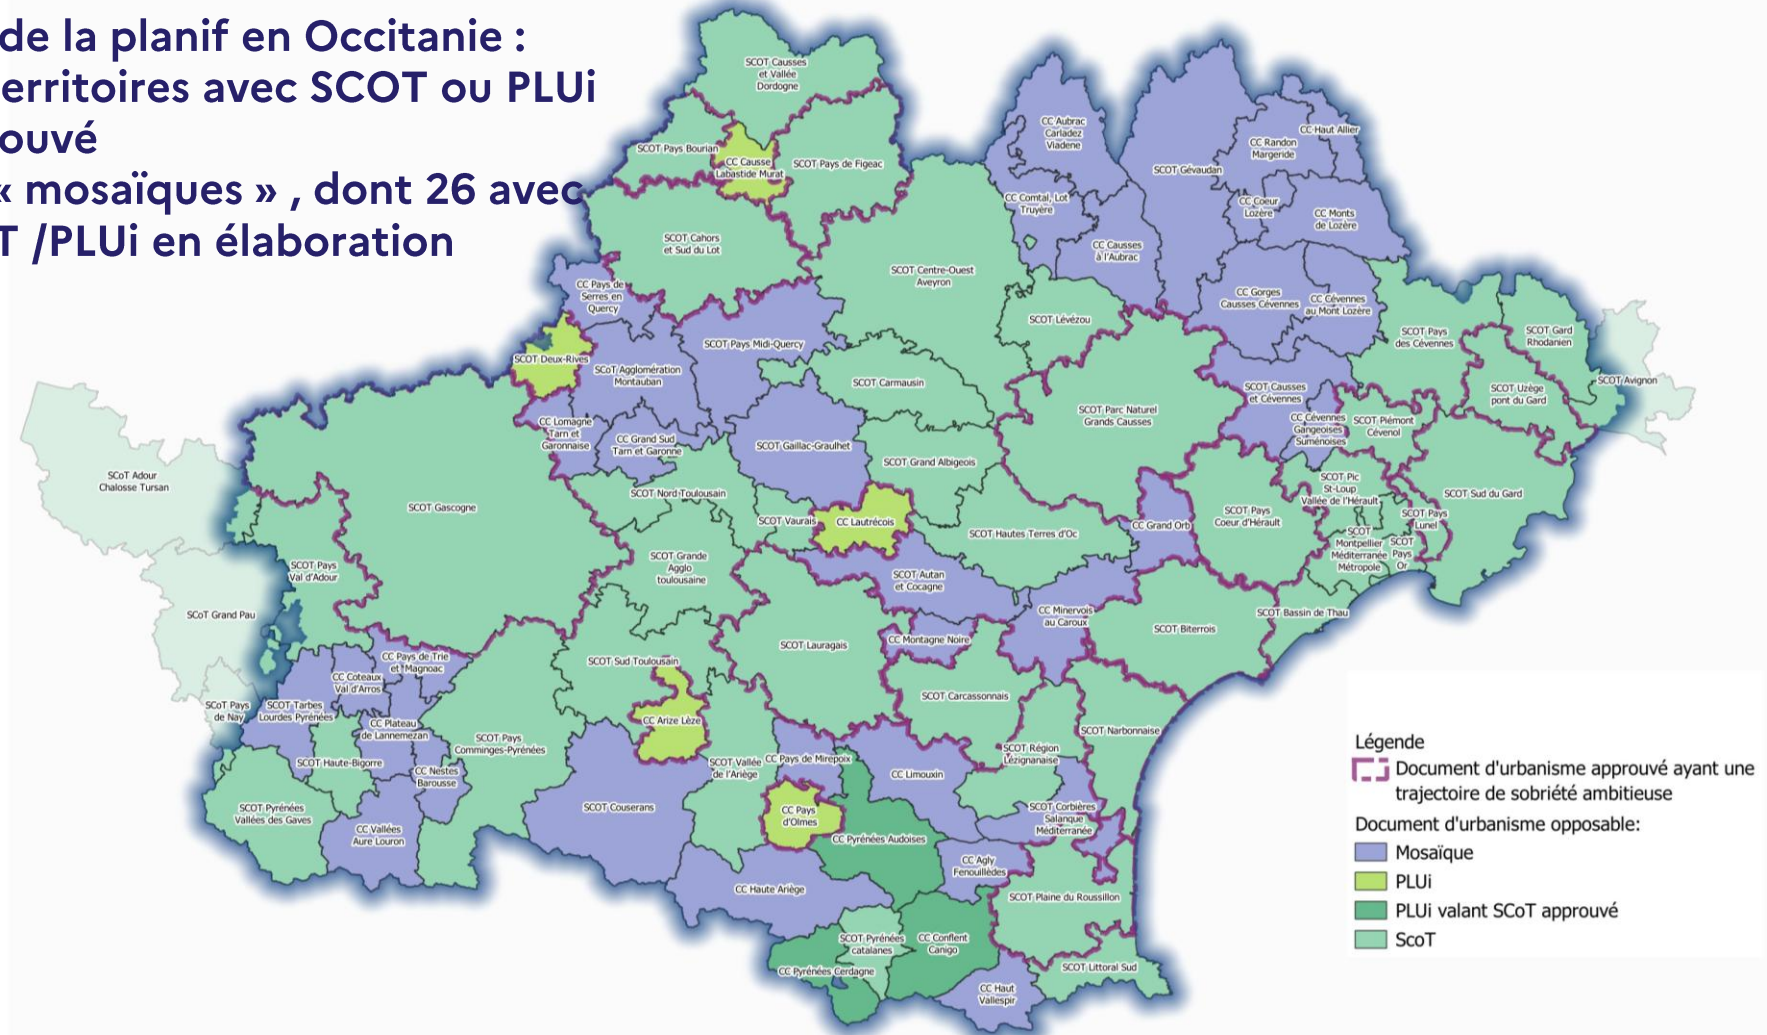 de la planif en Occitanie :
erritoires avec SCOT ou PLUi
ouvé
« mosaïques » , dont 26 avec
T /PLUi en élaboration
SCOT Causses
et Vallée
Dordogne
SCOT Pays Bourian
CC Causse
Labastide Murat
SCOT Pays de Figeac
SCOT Cahors
et Sud du Lot
CC Aubrac
Carladez
Viadene
SCOT Gévaudan
CC Randon
Margeride
CC Haut Allier
CC Comtal, Lot
Truyère
CC Coeur
Lozère
CC Monts
de Lozère
CC Causses
à l'Aubrac
SCOT Centre-Ouest
Aveyron
CC Pays de
Serres en
Quercy
CC Gorges
Causses Cévennes
CC Cévennes
au Mont Lozère
SCOT Lévézou
SCOT Pays
des Cévennes
SCOT Gard
Rhodanien
SCOT Deux-Rives
SCoT Agglomération
Montauban
SCOT Pays Midi-Quercy
SCOT Carmausin
SCOT Causses
et Cévennes
SCOT Uzège
pont du Gard
SCOT Avignon
CC Lomagne
Tarn et
Garonnaise
CC Grand Sud
Tarn et Garonne
SCOT Gaillac-Graulhet
SCOT Parc Naturel
Grands Causses
CC Cévennes
Gangeoises
Suménoises
SCOT Piémont
Cévenol
SCOT Grand Albigeois
SCoT Adour
Chalosse Tursan
SCOT Gascogne
SCOT Nord Toulousain
SCOT Vaurais
CC Lautrécois
SCOT Hautes Terres d'Oc
CC Grand Orb
SCOT Pays
Coeur d'Hérault
SCOT Pic
St-Loup
Vallée de l'Hérault
SCOT Sud du Gard
SCOT Pays
Lunel
SCOT
Montpellier
Méditerranée
Métropole
SCOT
Pays
Or
SCOT Pays
Val d'Adour
SCOT Grande
Agglo
toulousaine
SCOT Autan
et Cocagne
SCoT Grand Pau
CC Minervois
au Caroux
SCOT Bassin de Thau
SCOT Biterrois
CC Montagne Noire
SCOT Lauragais
CC Pays de Trie
et Magnoac
SCOT Sud Toulousain
CC Coteaux
Val d'Arros
SCOT Carcassonnais
SCoT Pays
de Nay
SCOT Tarbes
Lourdes Pyrénées
CC Plateau
de Lannemezan
CC Arize Lèze
SCOT Narbonnaise
SCOT Pays
Comminges-Pyrénées
SCOT Région
Lézignanaise
SCOT Haute-Bigorre
CC Nestes
Barousse
SCOT Vallée
de l'Ariège
CC Pays de Mirepoix
CC Limouxin
SCOT Pyrénées
Vallées des Gaves
SCOT Couserans
CC Pays
d'Olmes
SCOT Corbières
Salanque
Méditerranée
CC Vallées
Aure Louron
CC Pyrénées Audoises
CC Agly
Fenouillèdes
CC Haute Ariège
SCOT Plaine du Roussillon
SCOT Pyrénées
catalanes
CC Conflent
Canigo
CC Pyrénées Cerdagne
SCOT Littoral Sud
CC Haut
Vallespir
Légende
Document d'urbanisme approuvé ayant une
trajectoire de sobriété ambitieuse
Document d'urbanisme opposable:
Mosaïque
PLUi
PLUi valant SCoT approuvé
ScoT